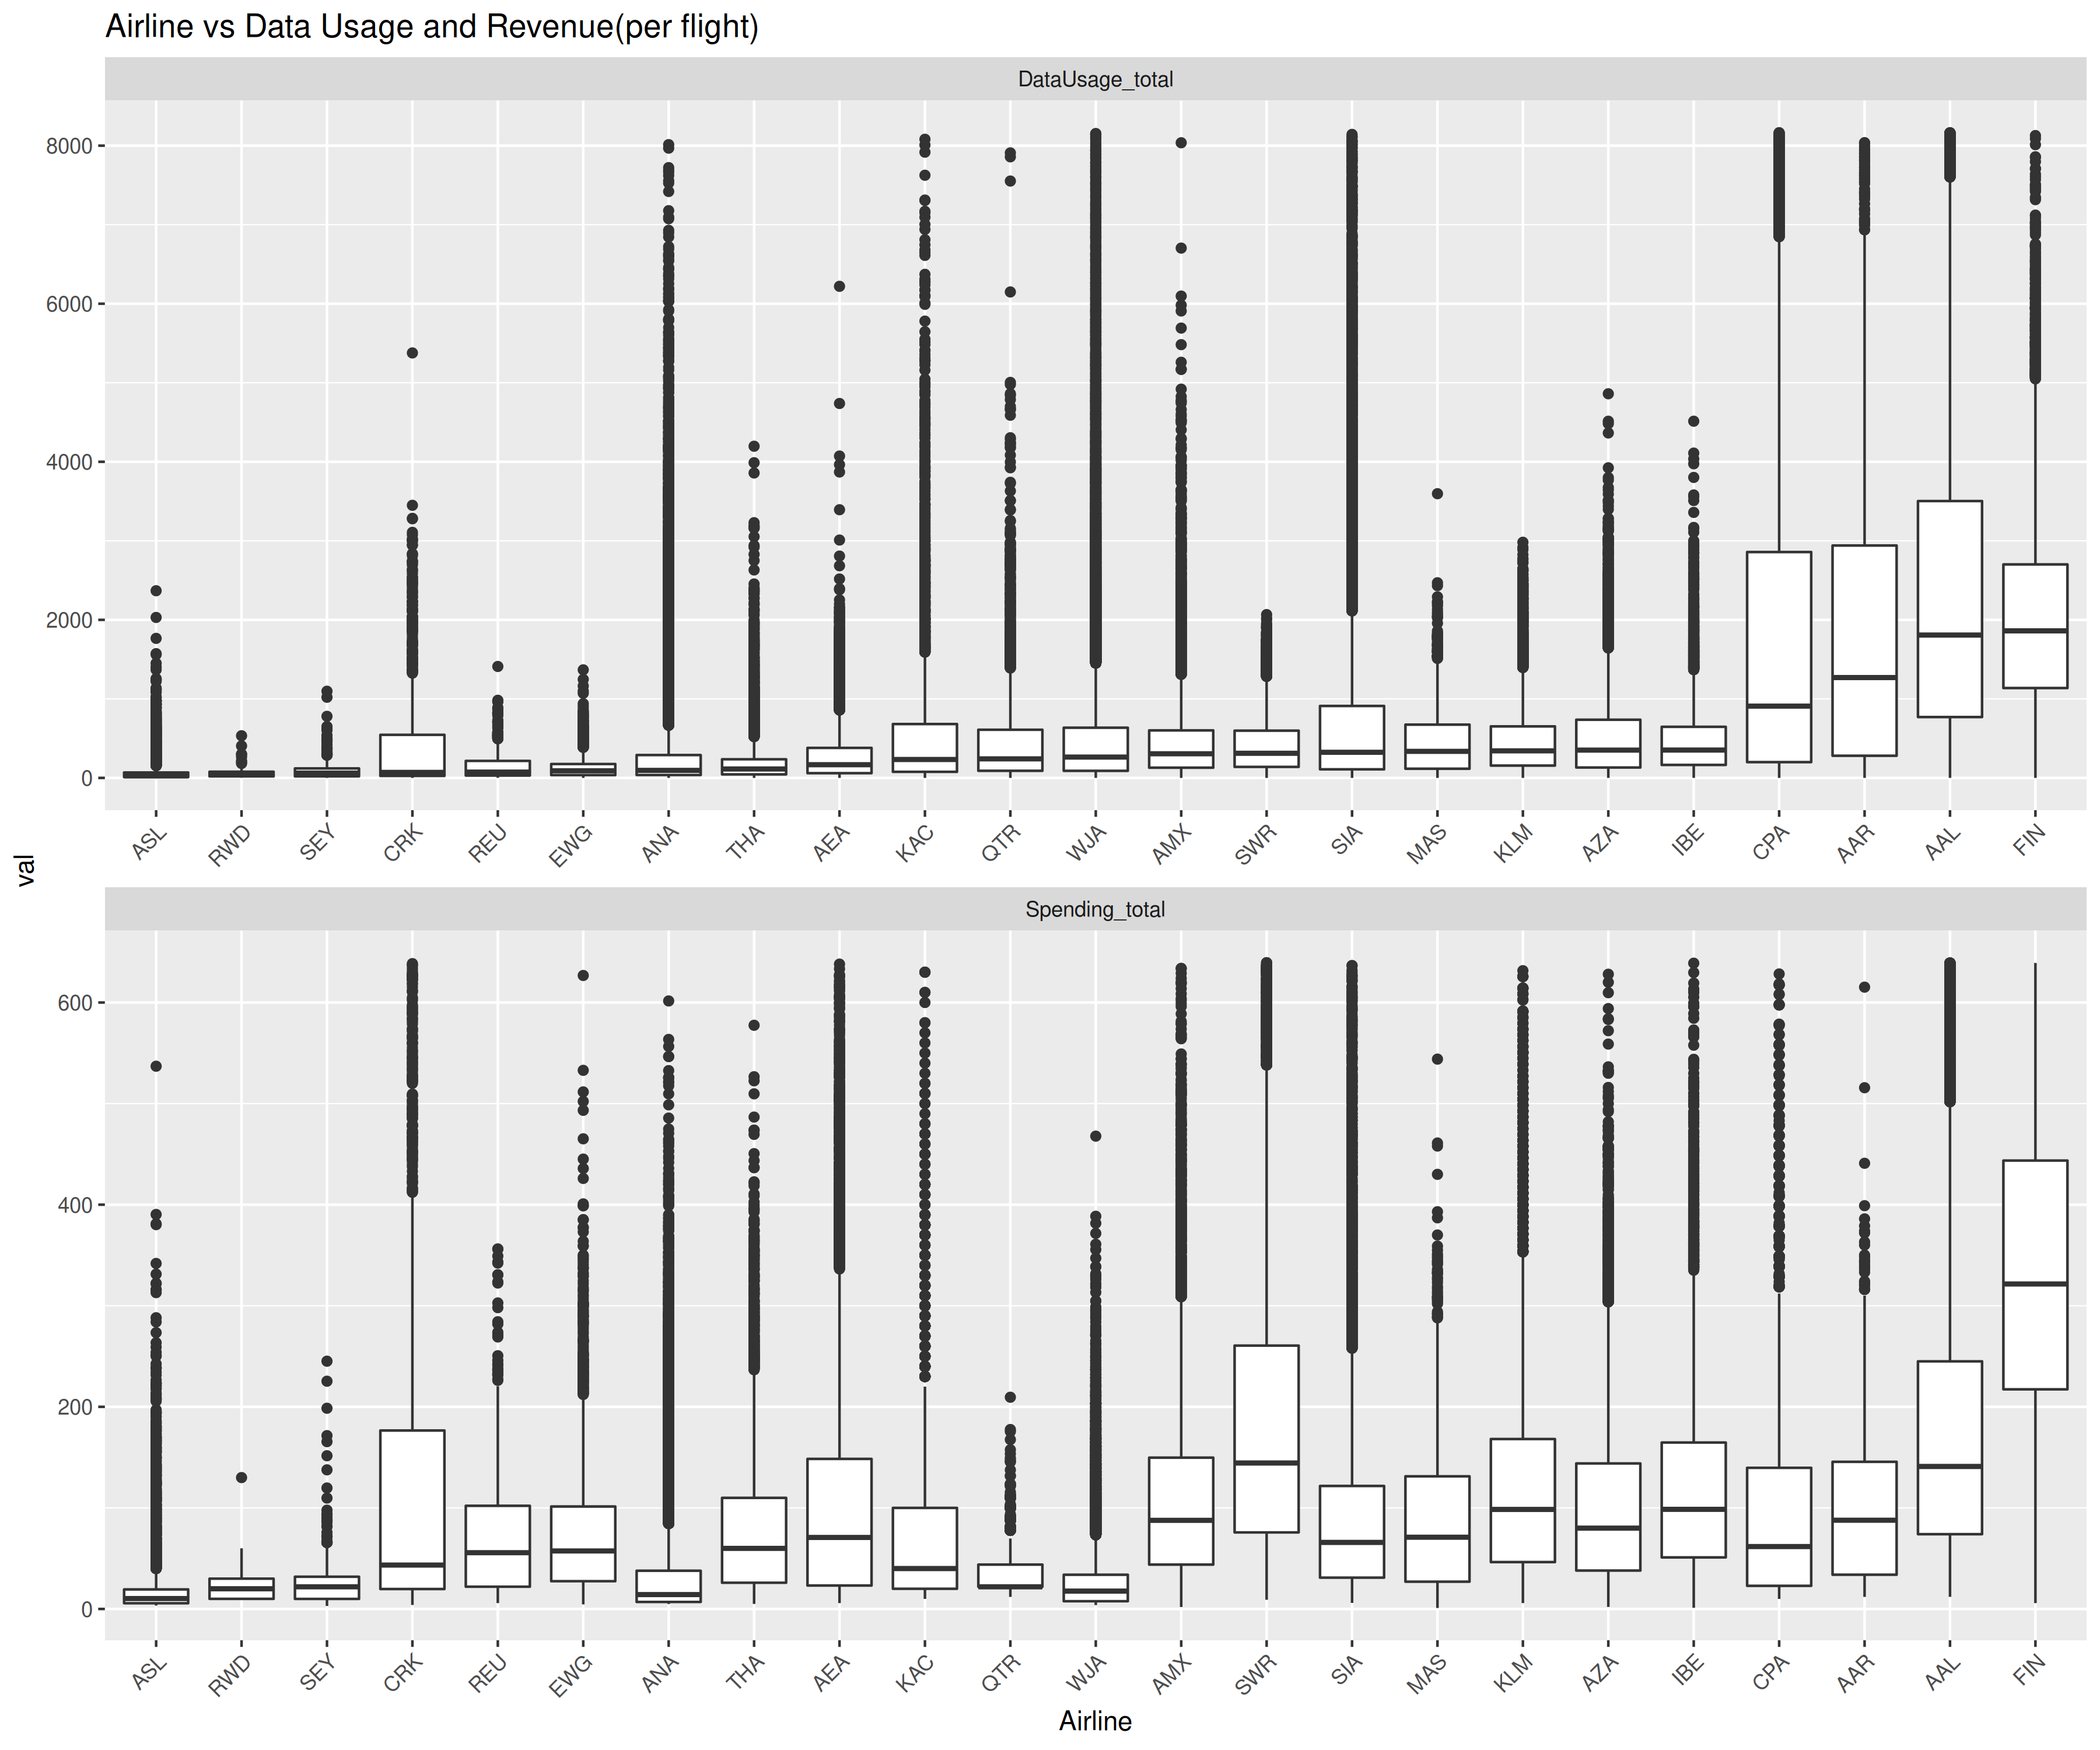 Airline vs Data Usage and Revenue(per flight)
DataUsage_total
8000
6000
4000
2000
0
ASL RWD SEY CRK REU EWG ANA THA AEA KAC QTR WJA AMX SWR SIA MAS KLM AZA IBE CPA AAR AAL FIN
val
Spending_total
600
400
200
0
ASL RWD SEY CRK REU EWG ANA THA AEA KAC QTR WJA AMX SWR SIA MAS KLM AZA IBE CPA AAR AAL FIN
Airline